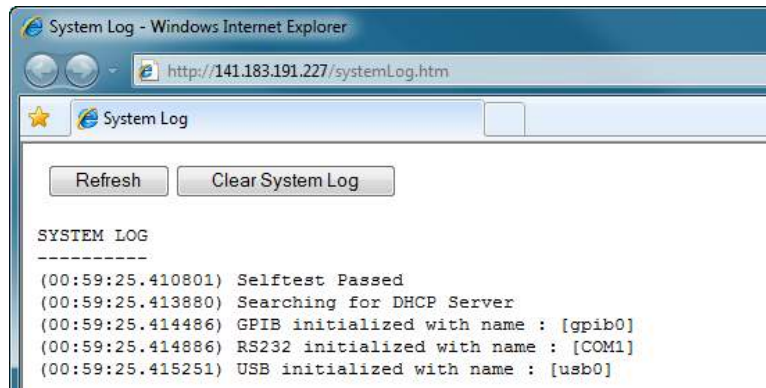 System Log - Windows Internet Explorer
http://141.183.191.227/systemLog.htm
System Log
Refresh Clear System Log
SYSTEM LOG
----------
(00:59:25.410801) Selftest Passed
(00:59:25.413880) Searching for DHCP Server
(00:59:25.414486) GPIB initialized with name : [gpib0]
(00:59:25.414886) RS232 initialized with name : [COM1]
(00:59:25.415251) USB initialized with name : [usb0]